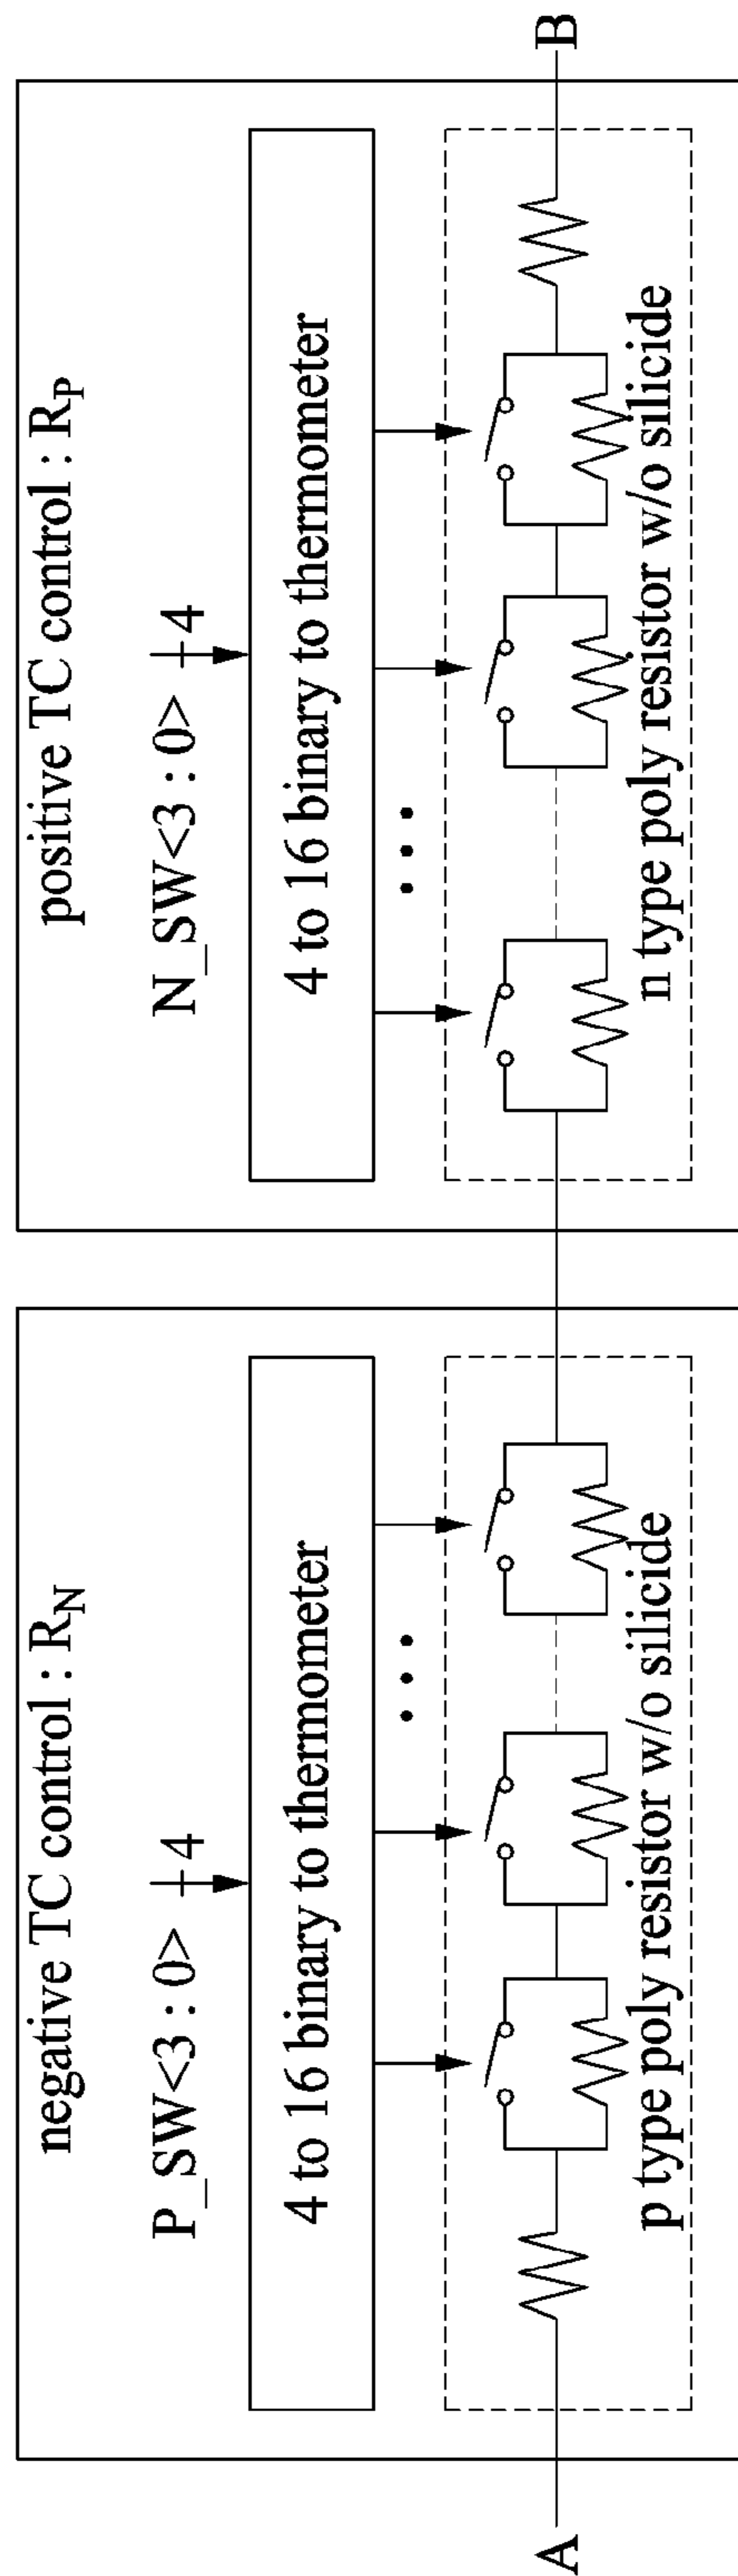 negative TC control : RN
P_SW<3 : 0>
4
4 to 16 binary to thermometer
• • •
p type poly resistor w/o silicide
A
positive TC control : RP
N_SW<3 : 0>
4
4 to 16 binary to thermometer
• • •
n type poly resistor w/o silicide
B